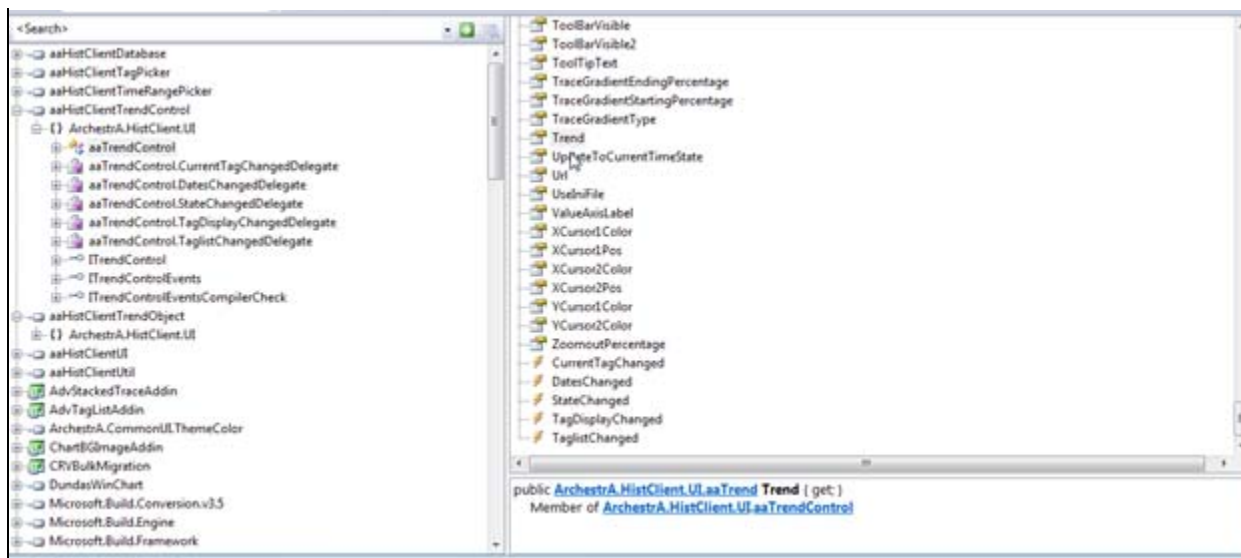 <Search>
aaHistClientDatabase
aaHistClientTagPicker
aaHistClientTimeRangePicker
aaHistClientTrendControl
{} ArchestrA.HistClient.UI
aaTrendControl
aaTrendControl.CurrentTagChangedDelegate
aaTrendControl.DatesChangedDelegate
aaTrendControl.StateChangedDelegate
aaTrendControl.TagDisplayChangedDelegate
aaTrendControl.TaglistChangedDelegate
ITrendControl
ITrendControlEvents
ITrendControlEventsCompilerCheck
aaHistClientTrendObject
{} ArchestrA.HistClient.UI
aaHistClientUI
aaHistClientUtil
AdvStackedTraceAddin
AdvTagListAddin
ArchestrA.CommonUI.ThemeColor
ChartBGImageAddin
CRVBulkMigration
DundasWinChart
Microsoft.Build.Conversion.v3.5
Microsoft.Build.Engine
Microsoft.Build.Framework
ToolBarVisible
ToolBarVisible2
ToolTipText
TraceGradientEndingPercentage
TraceGradientStartingPercentage
TraceGradientType
Trend
UpdateToCurrentTimeState
Url
UseIniFile
ValueAxisLabel
XCursor1Color
XCursor1Pos
XCursor2Color
XCursor2Pos
YCursor1Color
YCursor2Color
ZoomoutPercentage
CurrentTagChanged
DatesChanged
StateChanged
TagDisplayChanged
TaglistChanged
public ArchestrA.HistClient.UI.aaTrend Trend { get; }
Member of ArchestrA.HistClient.UI.aaTrendControl